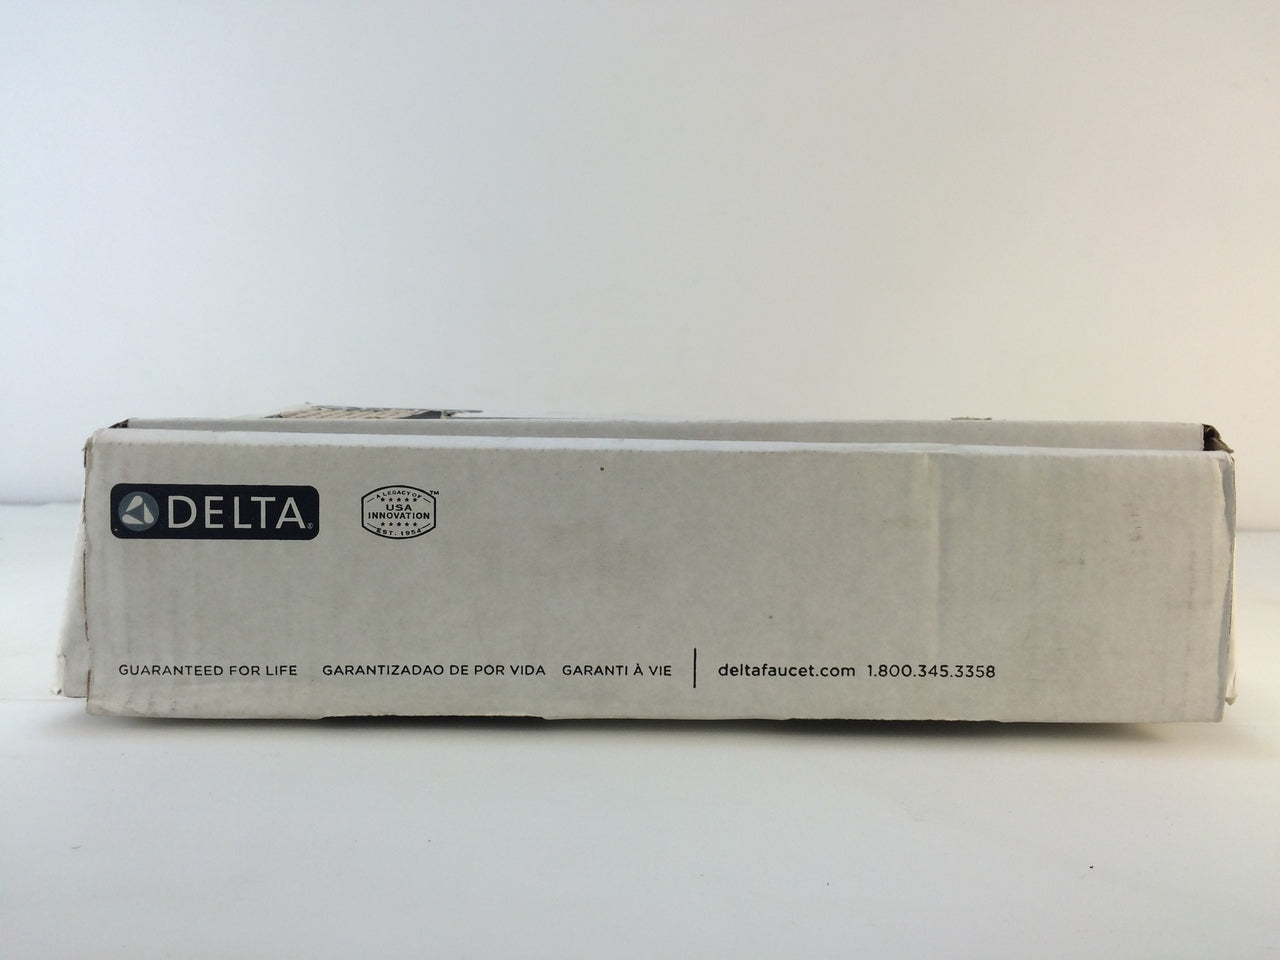 DELTA®
A LEGACY OF ™
USA
INNOVATION
EST. 1954
GUARANTEED FOR LIFE GARANTIZADAO DE POR VIDA GARANTI À VIE deltafaucet.com 1.800.345.3358